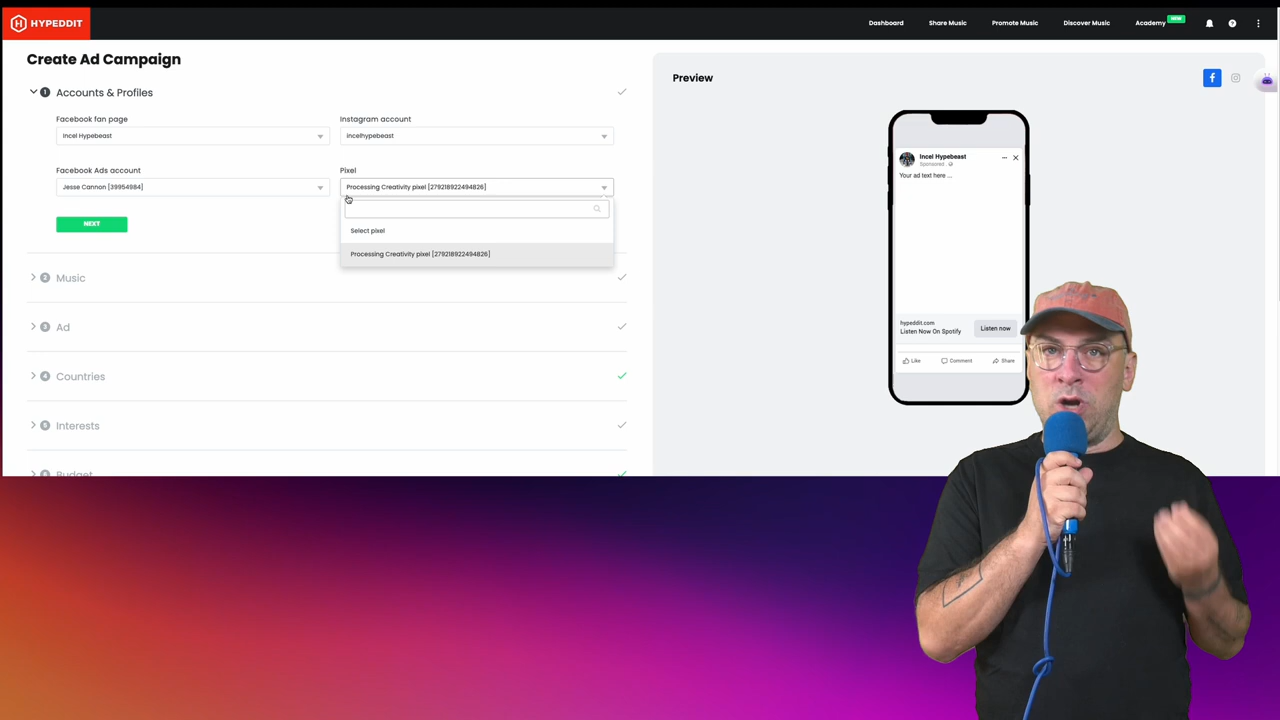 HYPEDDIT
Dashboard
Share Music
Promote Music
Discover Music
Academy
NEW
Create Ad Campaign
1 Accounts & Profiles
Facebook fan page
Instagram account
Incel Hypebeast
incelhypebeast
Facebook Ads account
Pixel
Jesse Cannon [39954984]
Processing Creativity pixel [279218922494826]
NEXT
Select pixel
Processing Creativity pixel [279218922494826]
2 Music
3 Ad
4 Countries
5 Interests
6 Budget
Preview
Incel Hypebeast
Sponsored
Your ad text here ...
hypeddit.com
Listen Now On Spotify
Listen now
Like
Comment
Share